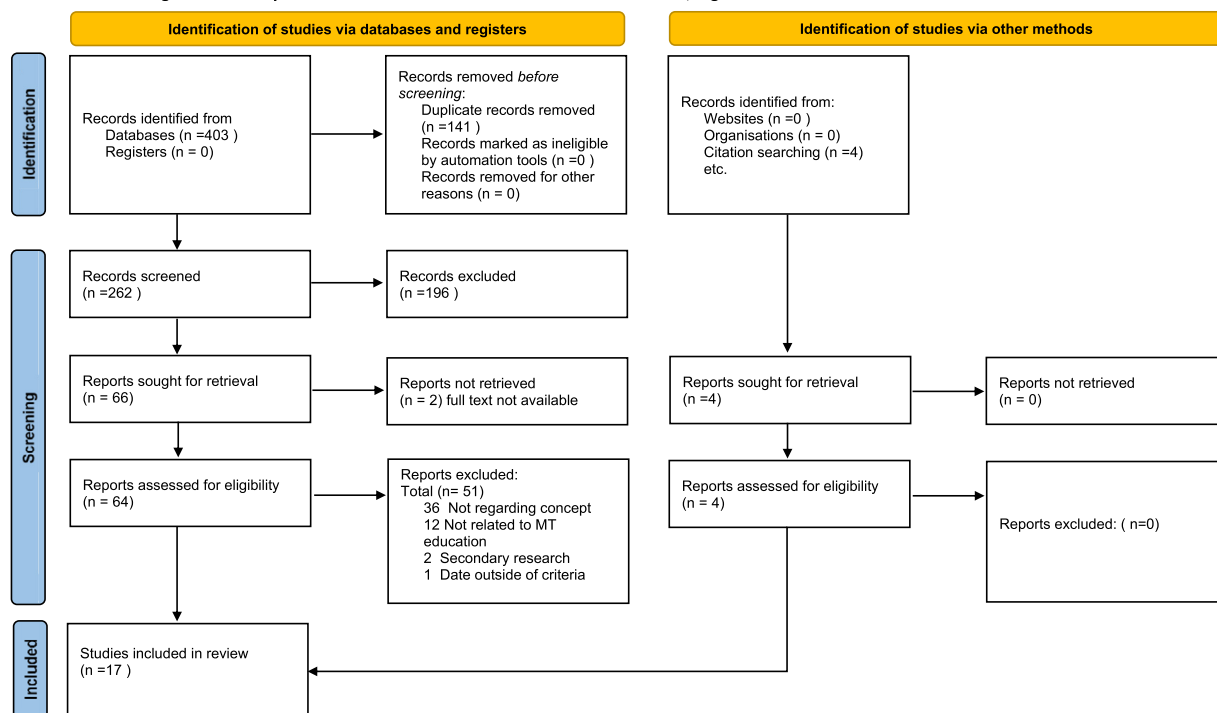 Identification of studies via databases and registers
Identification of studies via other methods
Identification
Records identified from
Databases (n =403 )
Registers (n = 0)
Records removed before
screening:
Duplicate records removed
(n =141 )
Records marked as ineligible
by automation tools (n =0 )
Records removed for other
reasons (n = 0)
Records identified from:
Websites (n =0 )
Organisations (n = 0)
Citation searching (n =4)
etc.
Screening
Records screened
(n =262 )
Records excluded
(n =196 )
Reports sought for retrieval
(n = 66)
Reports not retrieved
(n = 2) full text not available
Reports sought for retrieval
(n =4)
Reports not retrieved
(n = 0)
Reports assessed for eligibility
(n = 64)
Reports excluded:
Total (n= 51)
36  Not regarding concept
12 Not related to MT
education
2  Secondary research
1  Date outside of criteria
Reports assessed for eligibility
(n = 4)
Reports excluded: ( n=0)
Included
Studies included in review
(n =17 )